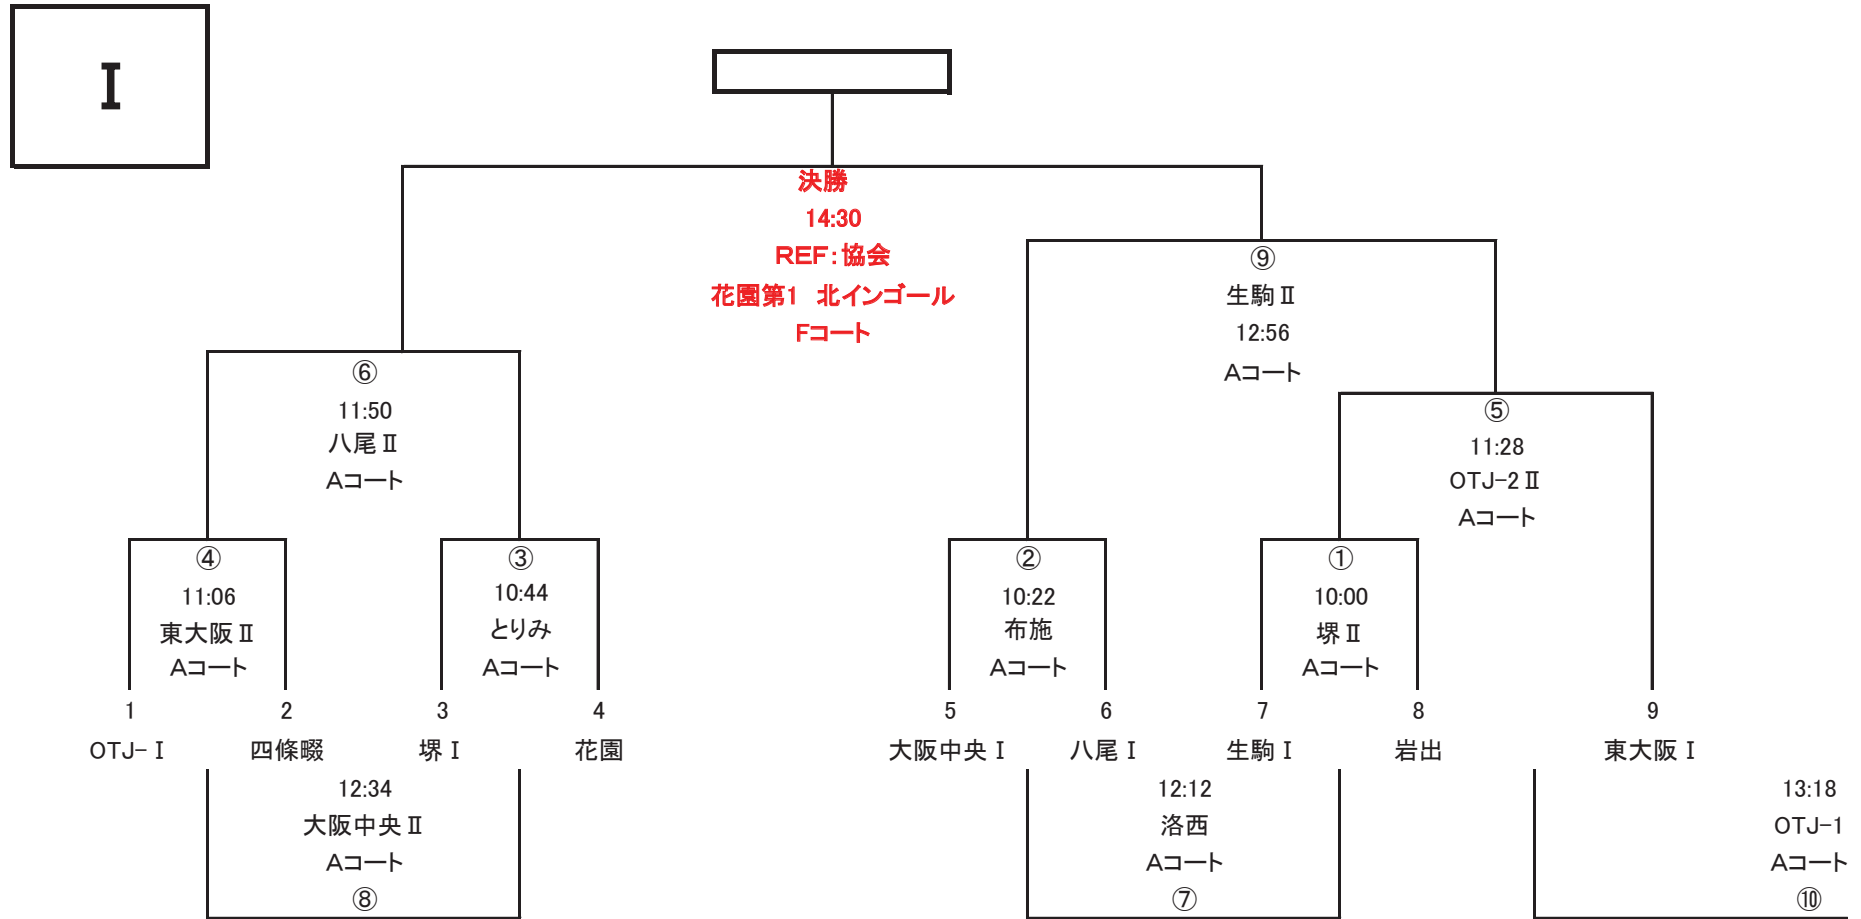 I
決勝
14:30
REF:協会
花園第1 北インゴール
Fコート
⑨
生駒Ⅱ
12:56
Aコート
⑥
11:50
八尾Ⅱ
Aコート
⑤
11:28
OTJ-2Ⅱ
Aコート
④
11:06
東大阪Ⅱ
Aコート
③
10:44
とりみ
Aコート
②
10:22
布施
Aコート
①
10:00
堺Ⅱ
Aコート
1 2 3 4 5 6 7 8 9
OTJ-Ⅰ 四條畷 堺Ⅰ 花園 大阪中央Ⅰ 八尾Ⅰ 生駒Ⅰ 岩出 東大阪Ⅰ
12:34
大阪中央Ⅱ
Aコート
⑧
12:12
洛西
Aコート
⑦
13:18
OTJ-1
Aコート
⑩